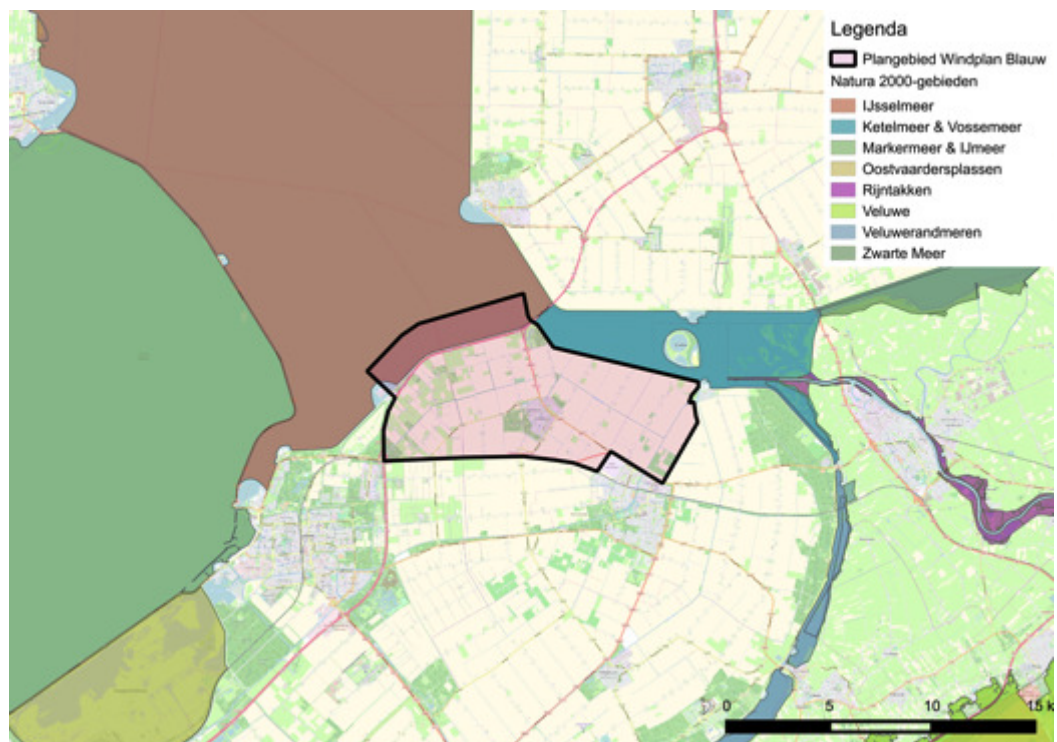 Legenda
Plangebied Windplan Blauw
Natura 2000-gebieden
IJsselmeer
Ketelmeer & Vossemeer
Markermeer & IJmeer
Oostvaardersplassen
Rijntakken
Veluwe
Veluwerandmeren
Zwarte Meer
0 5 10 15 k